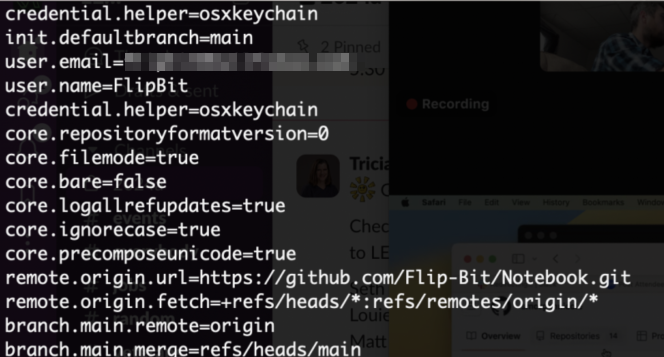 credential.helper=osxkeychain
init.defaultbranch=main
2 Pinned
user.email=
user.name=FlipBit
Recording
credential.helper=osxkeychain
core.repositoryformatversion=0
core.filemode=true
Tricia
core.bare=false
core.logallrefupdates=true
events
core.ignorecase=true
Safari File Edit View History Bookmarks
Chec
core.precomposeunicode=true
to LE
remote.origin.url=https://github.com/Flip-Bit/Notebook.git
Seth
remote.origin.fetch=+refs/heads/*:refs/remotes/origin/*
Louie
random
branch.main.remote=origin
Overview Repositories 14
Matt
branch.main.merge=refs/heads/main